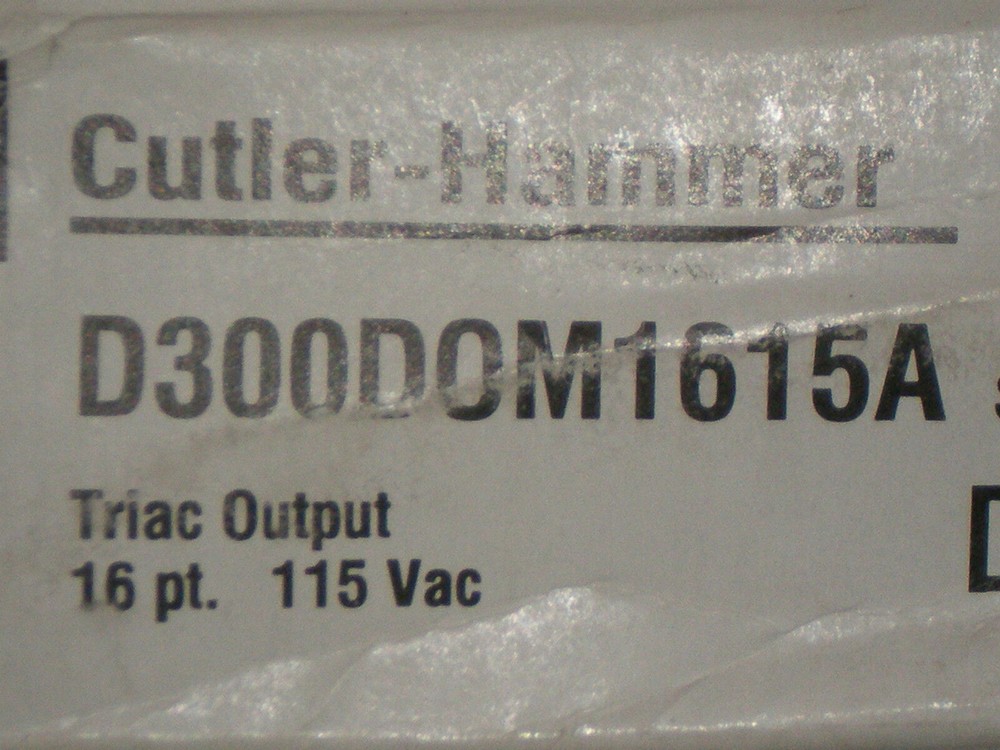 Cutler-Hammer
D300DOM1615A
Triac Output
16 pt. 115 Vac